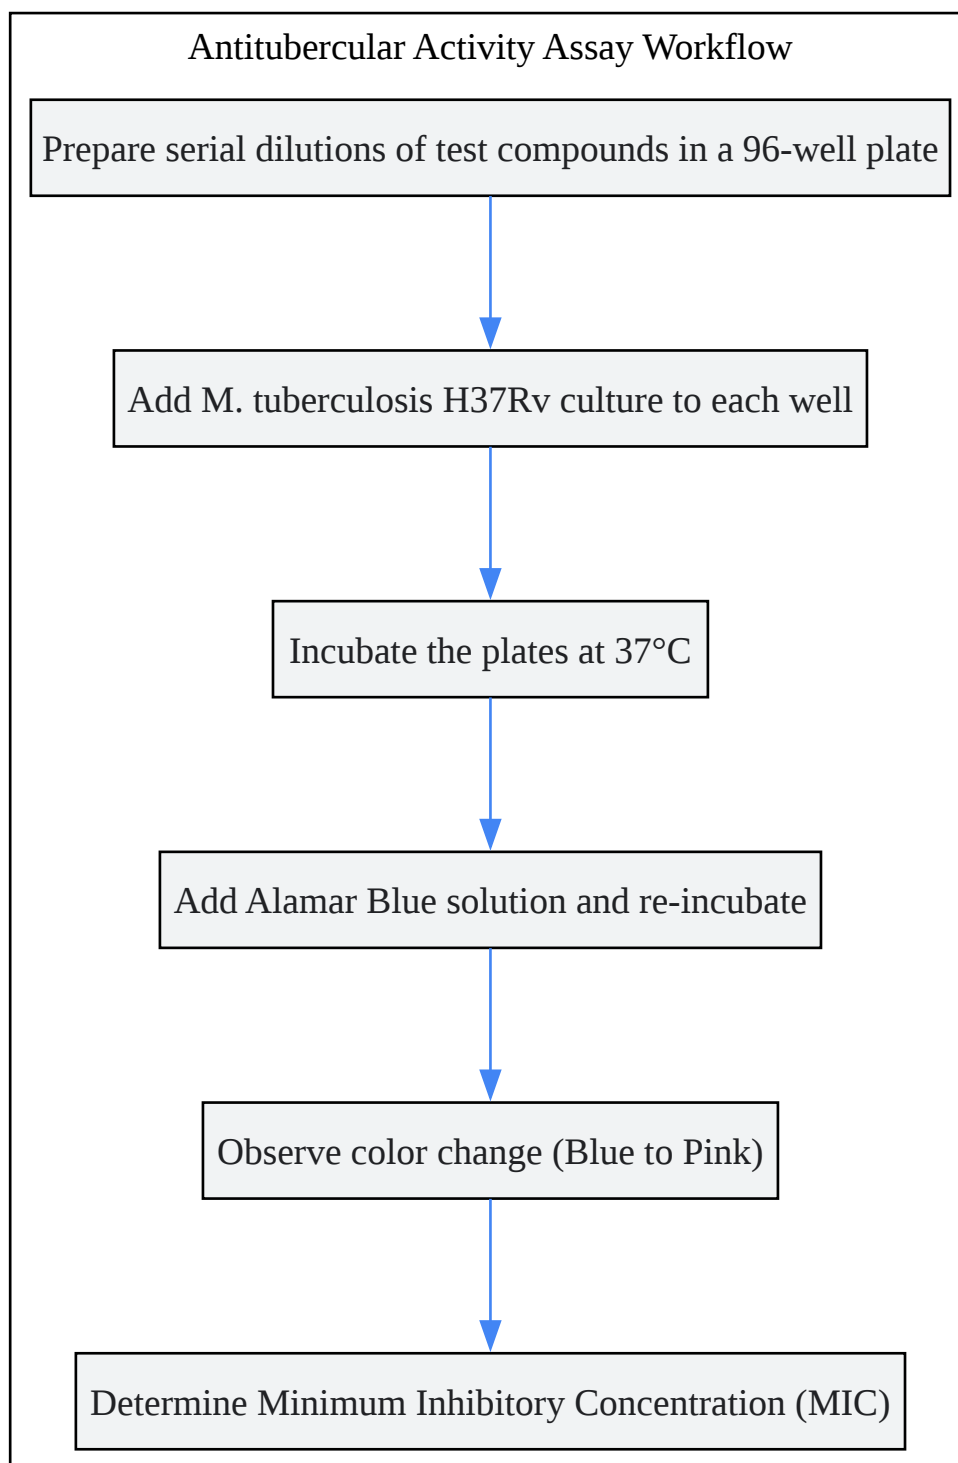 Antitubercular Activity Assay Workflow
Prepare serial dilutions of test compounds in a 96-well plate
Add M. tuberculosis H37Rv culture to each well
Incubate the plates at 37°C
Add Alamar Blue solution and re-incubate
Observe color change (Blue to Pink)
Determine Minimum Inhibitory Concentration (MIC)